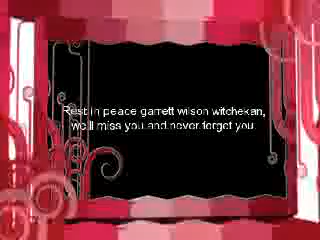 Rest in peace garrett wilson witchekan,
we'll miss you and never forget you.